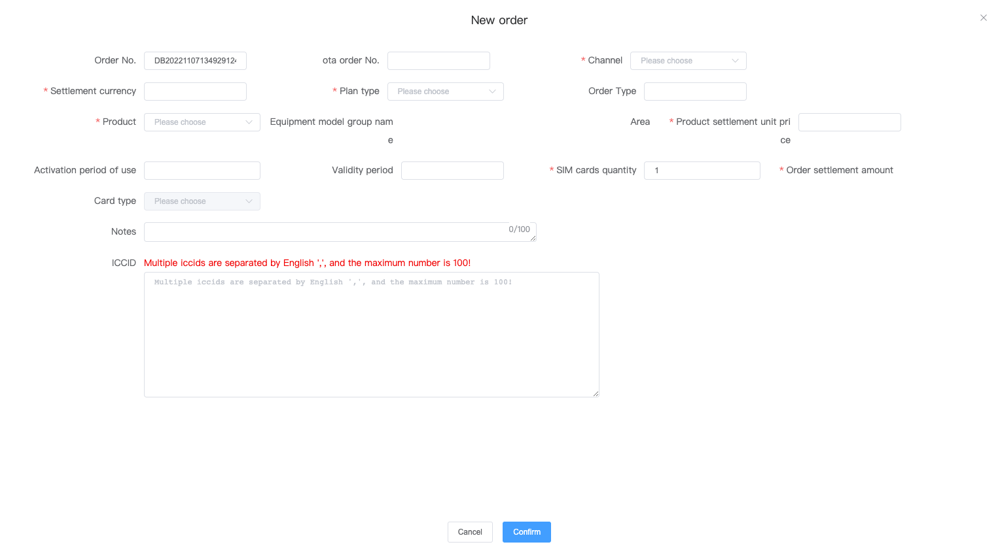 New order
Order No. DB20221107134929124 ota order No. * Channel Please choose
* Settlement currency * Plan type Please choose Order Type
* Product Please choose Equipment model group nam Area * Product settlement unit pri
e ce
Activation period of use Validity period * SIM cards quantity 1 * Order settlement amount
Card type Please choose
Notes 0/100
ICCID Multiple iccids are separated by English ',', and the maximum number is 100!
Multiple iccids are separated by English ',', and the maximum number is 100!
Cancel Confirm